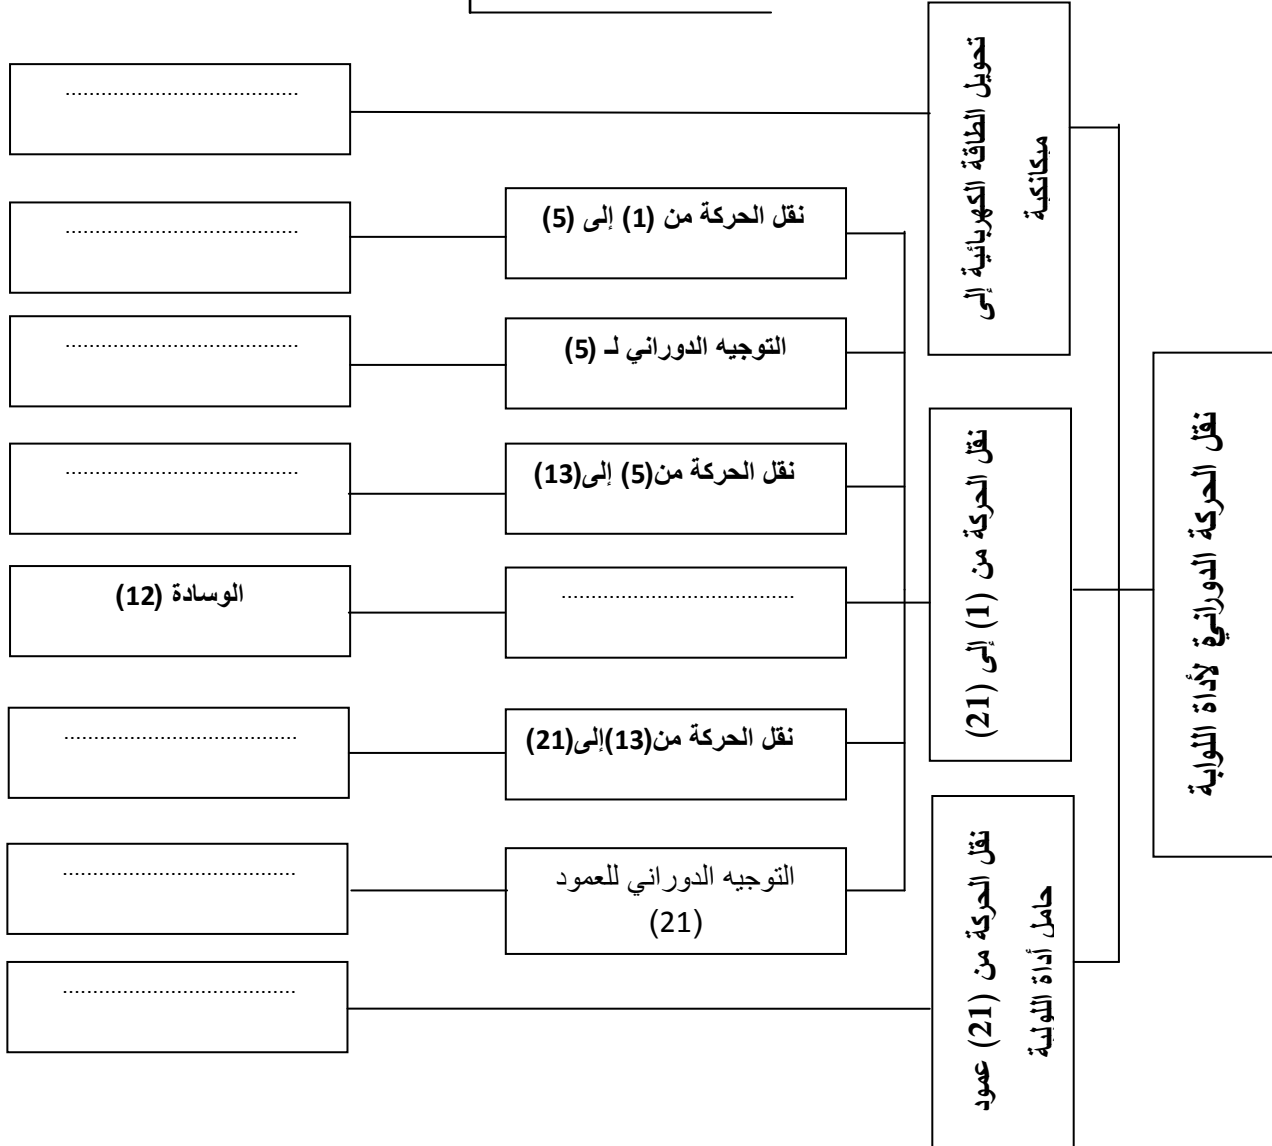 نقل الحركة الدورانية لأداة اللوابة
تحويل الطاقة الكهربائية إلى
ميكانكية
نقل الحركة من (1) إلى (21)
نقل الحركة من (21) عمود
حامل أداة اللولبة
نقل الحركة من (1) إلى (5)
التوجيه الدوراني لـ (5)
نقل الحركة من(5) إلى(13)
......................................
نقل الحركة من(13)إلى(21)
التوجيه الدوراني للعمود
(21)
......................................
......................................
......................................
......................................
الوسادة (12)
......................................
......................................
......................................